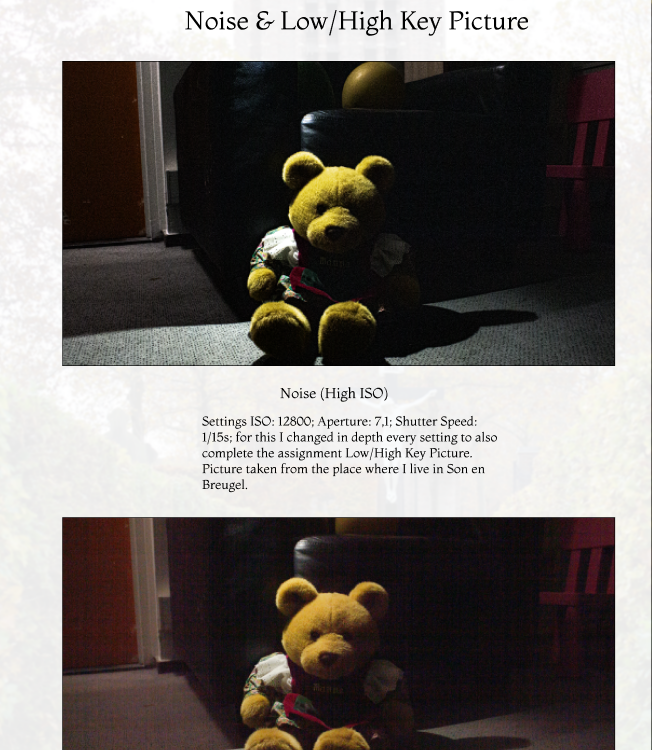 Noise & Low/High Key Picture
Noise (High ISO)
Settings ISO: 12800; Aperture: 7,1; Shutter Speed:
1/15s; for this I changed in depth every setting to also
complete the assignment Low/High Key Picture.
Picture taken from the place where I live in Son en
Breugel.